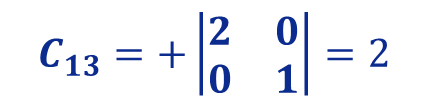 C₁₃ = + |2 0| = 2
|0 1|